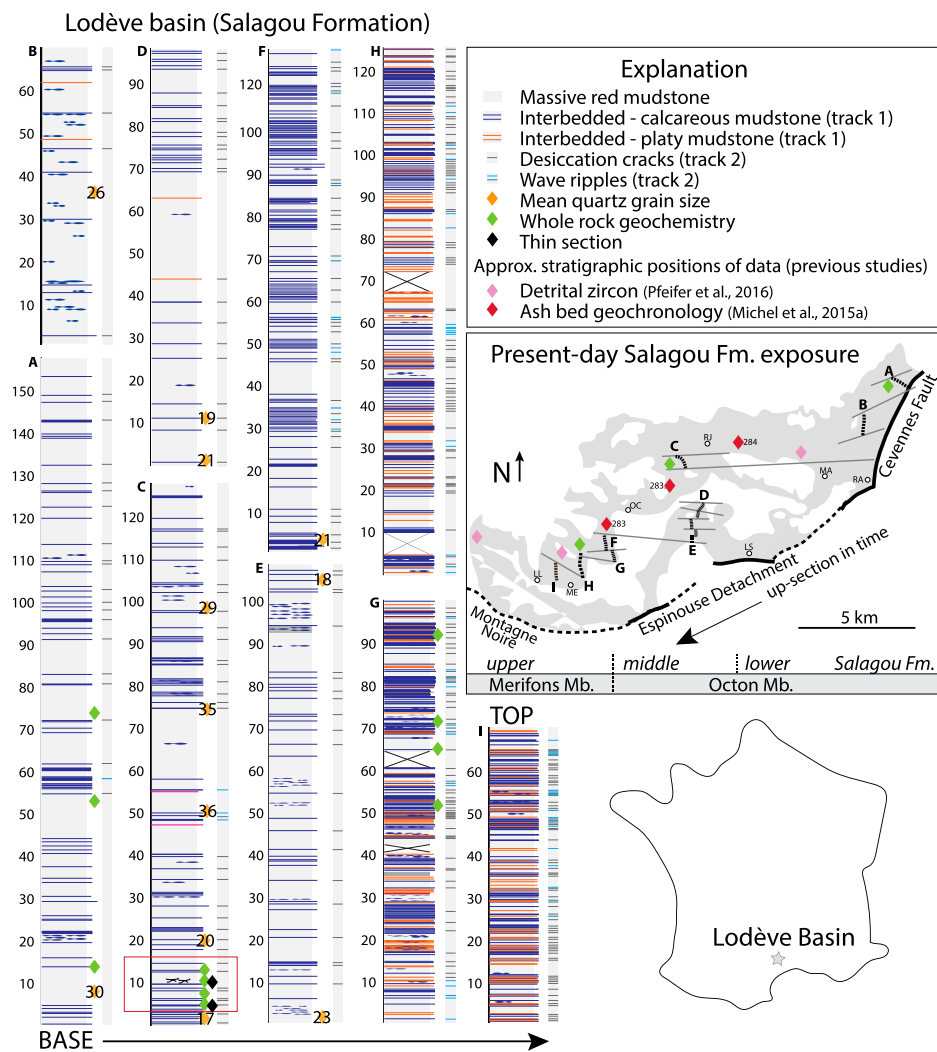 Lodève basin (Salagou Formation)
B
60
50
40
30
20
10
26
A
150
140
130
120
110
100
90
80
70
60
50
40
30
20
10
30
D
90
80
70
60
50
40
30
20
10
19
21
C
120
110
100
90
80
70
60
50
40
30
20
10
29
35
36
20
17
F
120
100
90
80
70
60
50
40
30
20
10
21
E
100
90
80
70
60
50
40
30
20
10
18
23
H
120
110
100
90
80
70
60
50
40
30
20
10
G
90
80
70
60
50
40
30
20
10
TOP
I
60
50
40
30
20
10
BASE
Explanation
Massive red mudstone
Interbedded - calcareous mudstone (track 1)
Interbedded - platy mudstone (track 1)
Desiccation cracks (track 2)
Wave ripples (track 2)
Mean quartz grain size
Whole rock geochemistry
Thin section
Approx. stratigraphic positions of data (previous studies)
Detrital zircon (Pfeifer et al., 2016)
Ash bed geochronology (Michel et al., 2015a)
Present-day Salagou Fm. exposure
A
B
Cevennes Fault
RJ
284
C
MA
RA
N
283
D
OC
283
F
E
LS
G
LL
I
ME
H
Montagne
Noire
Espinouse Detachment
up-section in time
5 km
upper middle lower Salagou Fm.
Merifons Mb. Octon Mb.
Lodève Basin